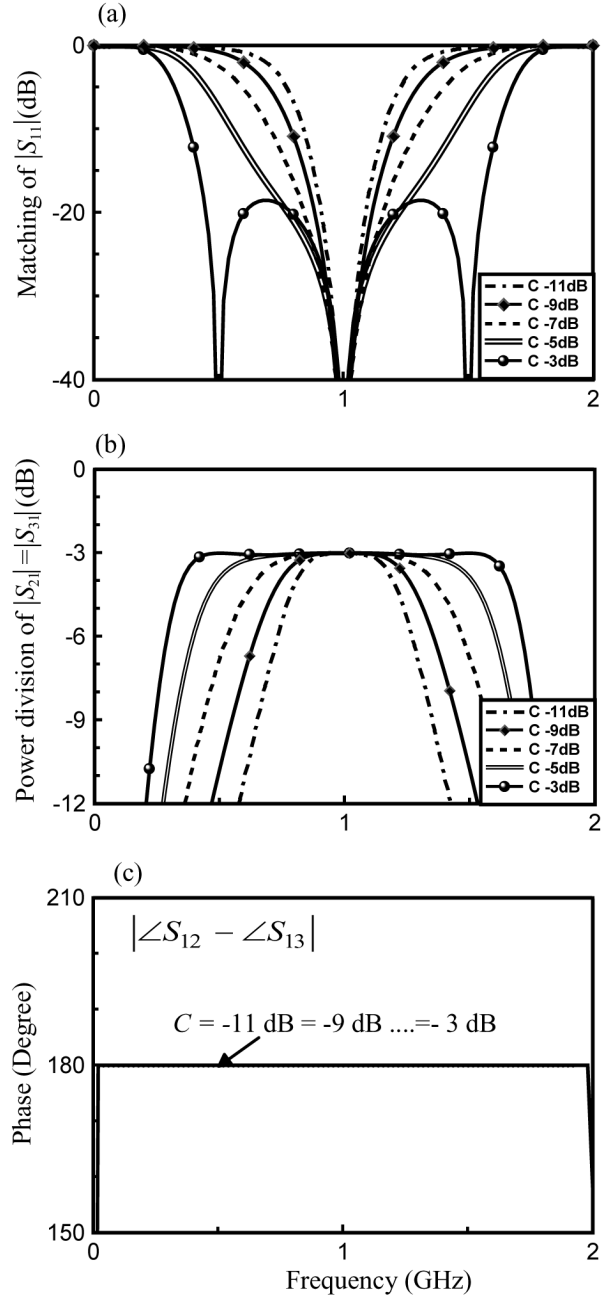 (a)
Matching of |S11|(dB)
0
-20
-40
C -11dB
C -9dB
C -7dB
C -5dB
C -3dB
0
1
2
(b)
Power division of |S21| = |S31| (dB)
0
-3
-6
-9
-12
C -11dB
C -9dB
C -7dB
C -5dB
C -3dB
0
1
2
(c)
Phase (Degree)
210
180
150
|∠S12 − ∠S13|
C = -11 dB = -9 dB ....=- 3 dB
0
1
2
Frequency (GHz)